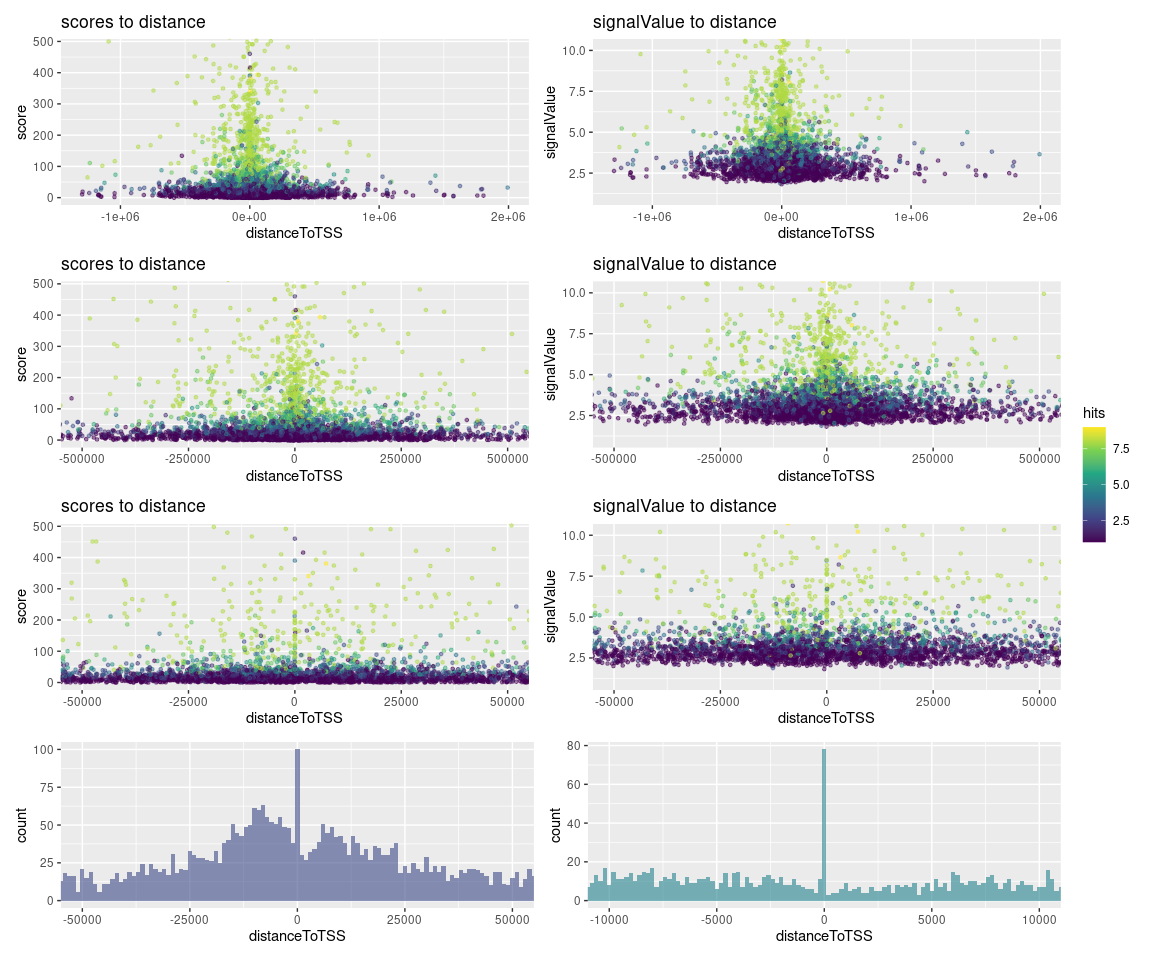 scores to distance
500
400
300
200
100
0
score
-1e+06 0e+00 1e+06 2e+06
distanceToTSS
signalValue to distance
10.0
7.5
5.0
2.5
signalValue
-1e+06 0e+00 1e+06 2e+06
distanceToTSS
scores to distance
500
400
300
200
100
0
score
-500000 -250000 0 250000 500000
distanceToTSS
signalValue to distance
10.0
7.5
5.0
2.5
signalValue
-500000 -250000 0 250000 500000
distanceToTSS
hits
7.5
5.0
2.5
scores to distance
500
400
300
200
100
0
score
-50000 -25000 0 25000 50000
distanceToTSS
signalValue to distance
10.0
7.5
5.0
2.5
signalValue
-50000 -25000 0 25000 50000
distanceToTSS
100
75
50
25
0
count
-50000 -25000 0 25000 50000
distanceToTSS
80
60
40
20
0
count
-10000 -5000 0 5000 10000
distanceToTSS